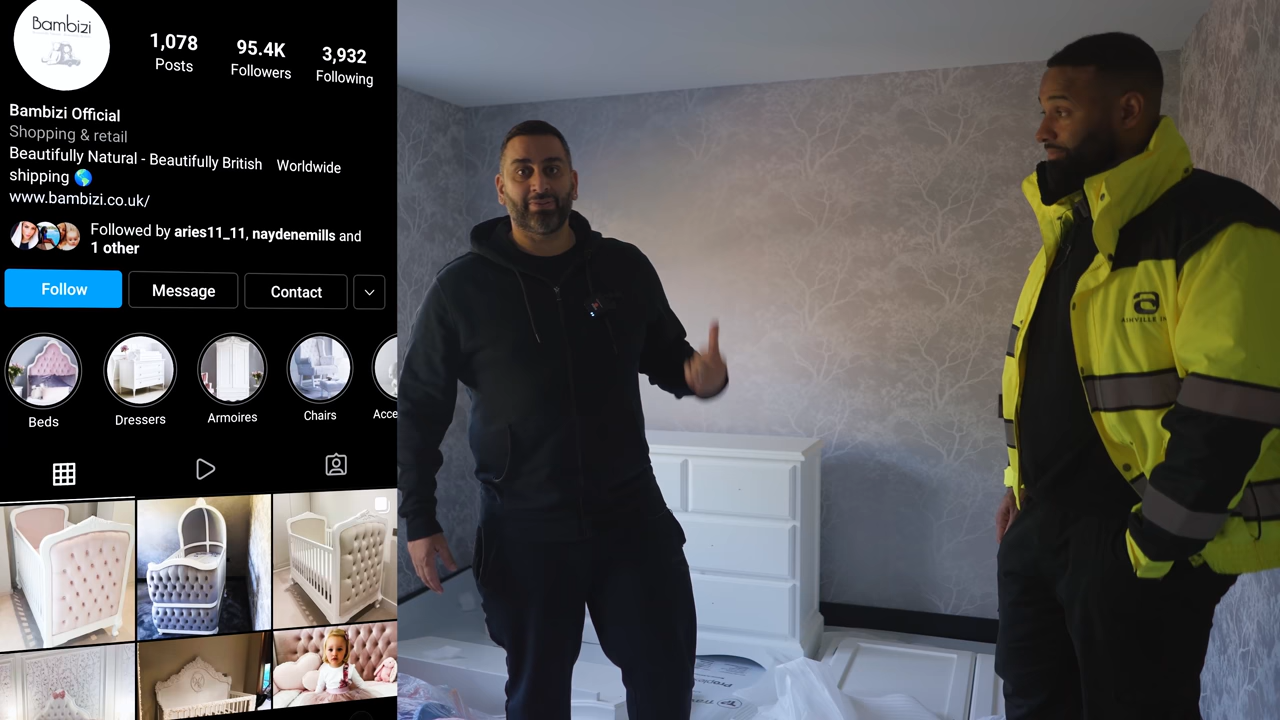 Bambizi
1,078
Posts
95.4K
Followers
3,932
Following
Bambizi Official
Shopping & retail
Beautifully Natural - Beautifully British Worldwide
shipping 🌎
www.bambizi.co.uk/
Followed by aries11_11, naydenemills and
1 other
Follow
Message
Contact
Beds
Dressers
Armoires
Chairs
Acce